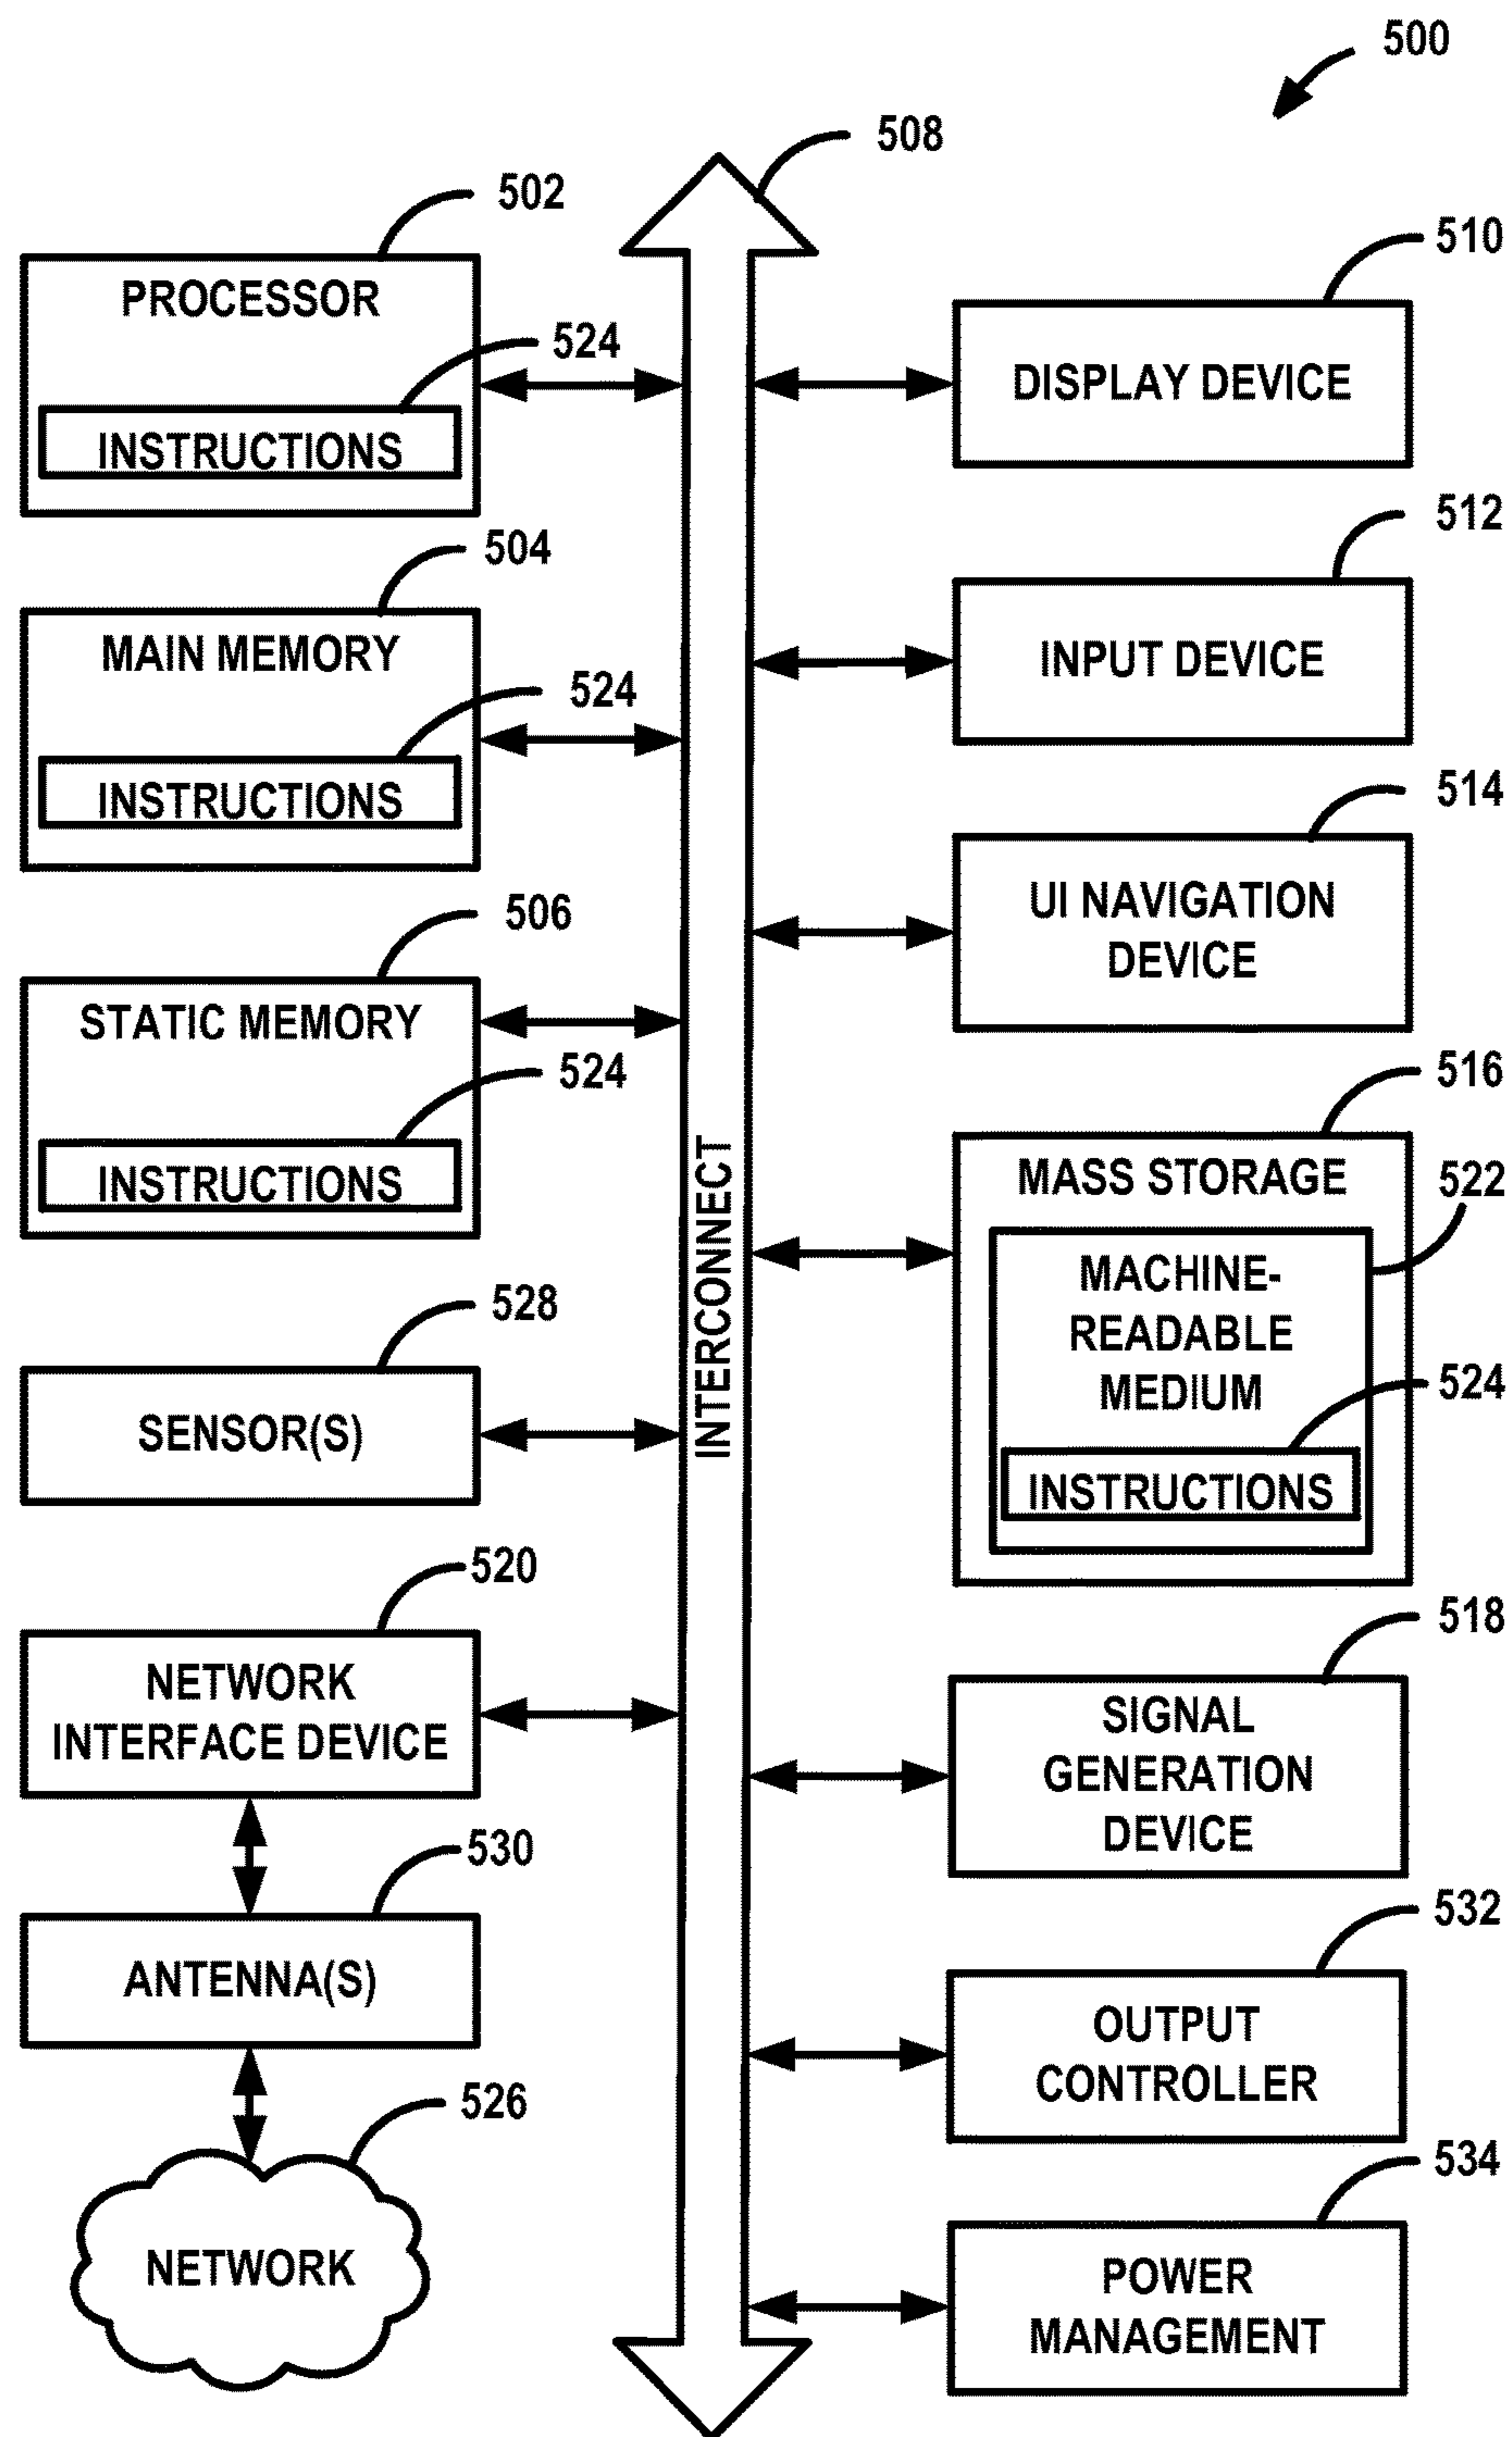 500
508
502
PROCESSOR
524
INSTRUCTIONS
504
MAIN MEMORY
524
INSTRUCTIONS
506
STATIC MEMORY
524
INSTRUCTIONS
528
SENSOR(S)
520
NETWORK
INTERFACE DEVICE
530
ANTENNA(S)
526
NETWORK
INTERCONNECT
510
DISPLAY DEVICE
512
INPUT DEVICE
514
UI NAVIGATION
DEVICE
516
MASS STORAGE
522
MACHINE-
READABLE
MEDIUM
524
INSTRUCTIONS
518
SIGNAL
GENERATION
DEVICE
532
OUTPUT
CONTROLLER
534
POWER
MANAGEMENT